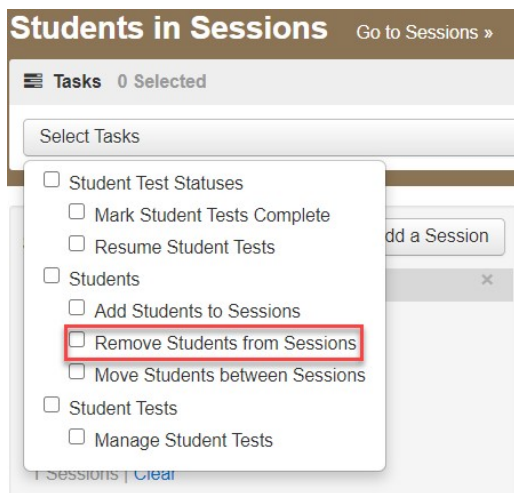 Students in Sessions Go to Sessions »
Tasks 0 Selected
Select Tasks
Student Test Statuses
Mark Student Tests Complete
Resume Student Tests
dd a Session
Students
×
Add Students to Sessions
Remove Students from Sessions
Move Students between Sessions
Student Tests
Manage Student Tests
1 Sessions | Clear